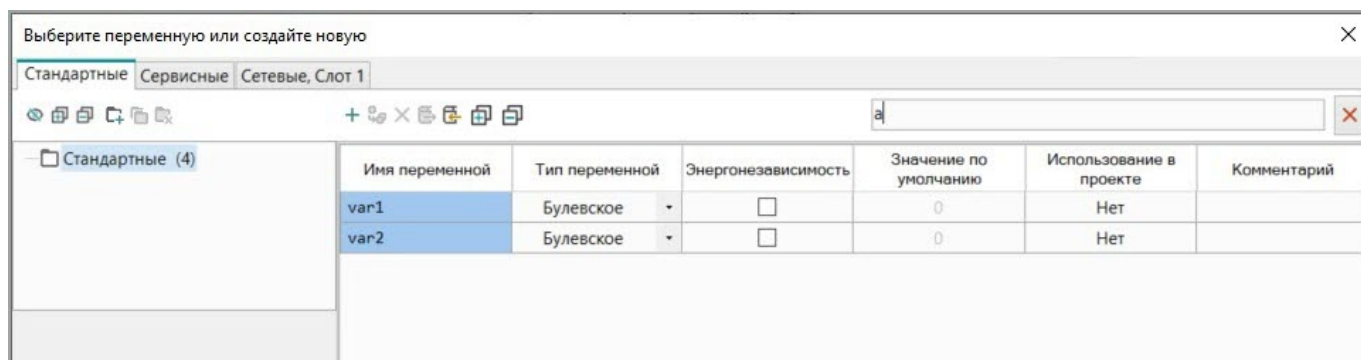 Выберите переменную или создайте новую
Стандартные Сервисные Сетевые, Слот 1
a
Стандартные (4)
Имя переменной Тип переменной Энергонезависимость Значение по умолчанию Использование в проекте Комментарий
var1 Булевское 0 Нет
var2 Булевское 0 Нет